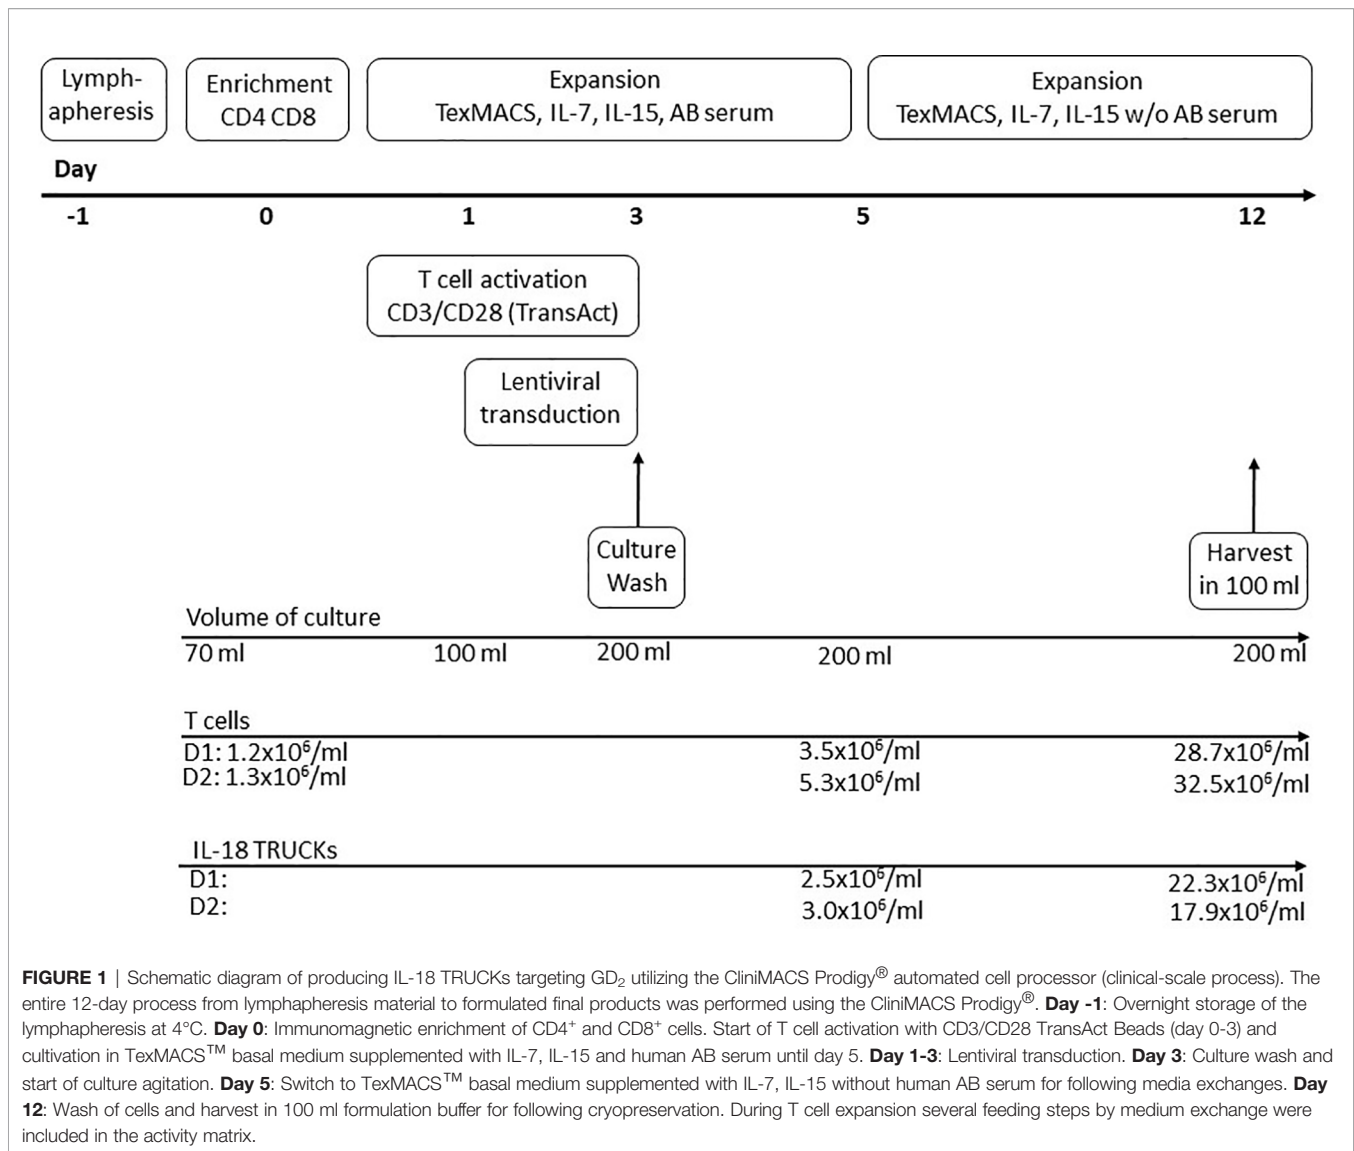 Lymph-
apheresis
Enrichment
CD4 CD8
Expansion
TexMACS, IL-7, IL-15, AB serum
Expansion
TexMACS, IL-7, IL-15 w/o AB serum
Day
-1 0 1 3 5 12
T cell activation
CD3/CD28 (TransAct)
Lentiviral
transduction
Culture
Wash
Harvest
in 100 ml
Volume of culture
70 ml 100 ml 200 ml 200 ml 200 ml
T cells
D1: 1.2x10⁶/ml 3.5x10⁶/ml 28.7x10⁶/ml
D2: 1.3x10⁶/ml 5.3x10⁶/ml 32.5x10⁶/ml
IL-18 TRUCKs
D1: 2.5x10⁶/ml 22.3x10⁶/ml
D2: 3.0x10⁶/ml 17.9x10⁶/ml
FIGURE 1 | Schematic diagram of producing IL-18 TRUCKs targeting GD₂ utilizing the CliniMACS Prodigy® automated cell processor (clinical-scale process). The
entire 12-day process from lymphapheresis material to formulated final products was performed using the CliniMACS Prodigy®. Day -1: Overnight storage of the
lymphapheresis at 4°C. Day 0: Immunomagnetic enrichment of CD4⁺ and CD8⁺ cells. Start of T cell activation with CD3/CD28 TransAct Beads (day 0-3) and
cultivation in TexMACS™ basal medium supplemented with IL-7, IL-15 and human AB serum until day 5. Day 1-3: Lentiviral transduction. Day 3: Culture wash and
start of culture agitation. Day 5: Switch to TexMACS™ basal medium supplemented with IL-7, IL-15 without human AB serum for following media exchanges. Day
12: Wash of cells and harvest in 100 ml formulation buffer for following cryopreservation. During T cell expansion several feeding steps by medium exchange were
included in the activity matrix.